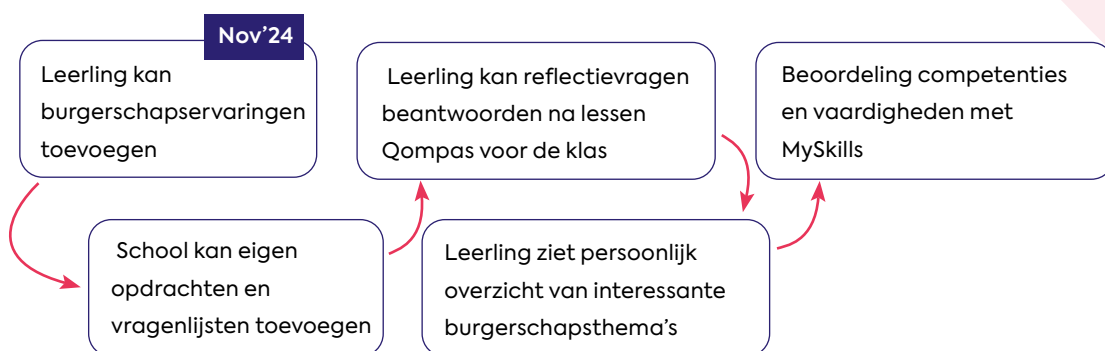 Nov’24
Leerling kan
burgerschapservaringen
toevoegen
School kan eigen
opdrachten en
vragenlijsten toevoegen
Leerling kan reflectievragen
beantwoorden na lessen
Qompas voor de klas
Leerling ziet persoonlijk
overzicht van interessante
burgerschapsthema’s
Beoordeling competenties
en vaardigheden met
MySkills